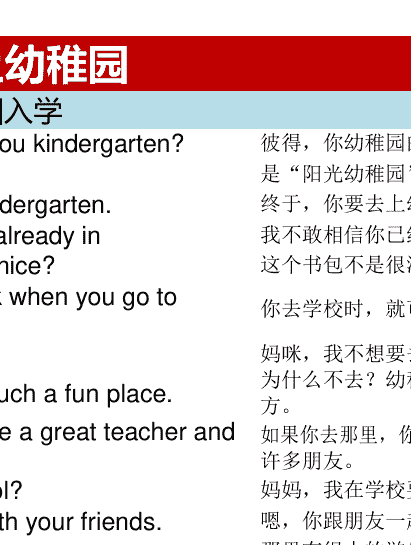 幼稚园
入学
ou kindergarten? 彼得，你幼稚园
是“阳光幼稚园”
dergarten. 终于，你要去上
already in 我不敢相信你已
nice? 这个书包不是很
k when you go to
你去学校时，就
妈咪，我不想要
uch a fun place. 为什么不去？幼
方。
e a great teacher and 如果你去那里，你
许多朋友。
ol? 妈妈，我在学校
th your friends. 嗯，你跟朋友一